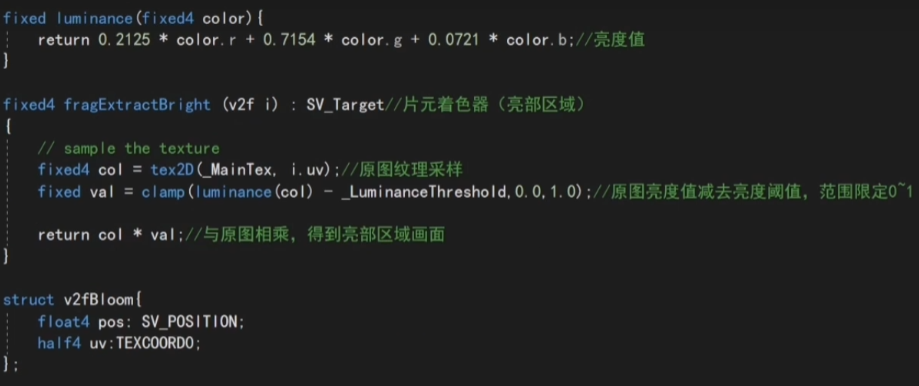 fixed luminance(fixed4 color){
return 0.2125 * color.r + 0.7154 * color.g + 0.0721 * color.b;//亮度值
}
fixed4 fragExtractBright (v2f i) : SV_Target//片元着色器（亮部区域）
{
// sample the texture
fixed4 col = tex2D(_MainTex, i.uv);//原图纹理采样
fixed val = clamp(luminance(col) - _LuminanceThreshold,0.0,1.0);//原图亮度值减去亮度阈值，范围限定0~1
return col * val;//与原图相乘，得到亮部区域画面
}
struct v2fBloom{
float4 pos: SV_POSITION;
half4 uv:TEXCOORD0;
};